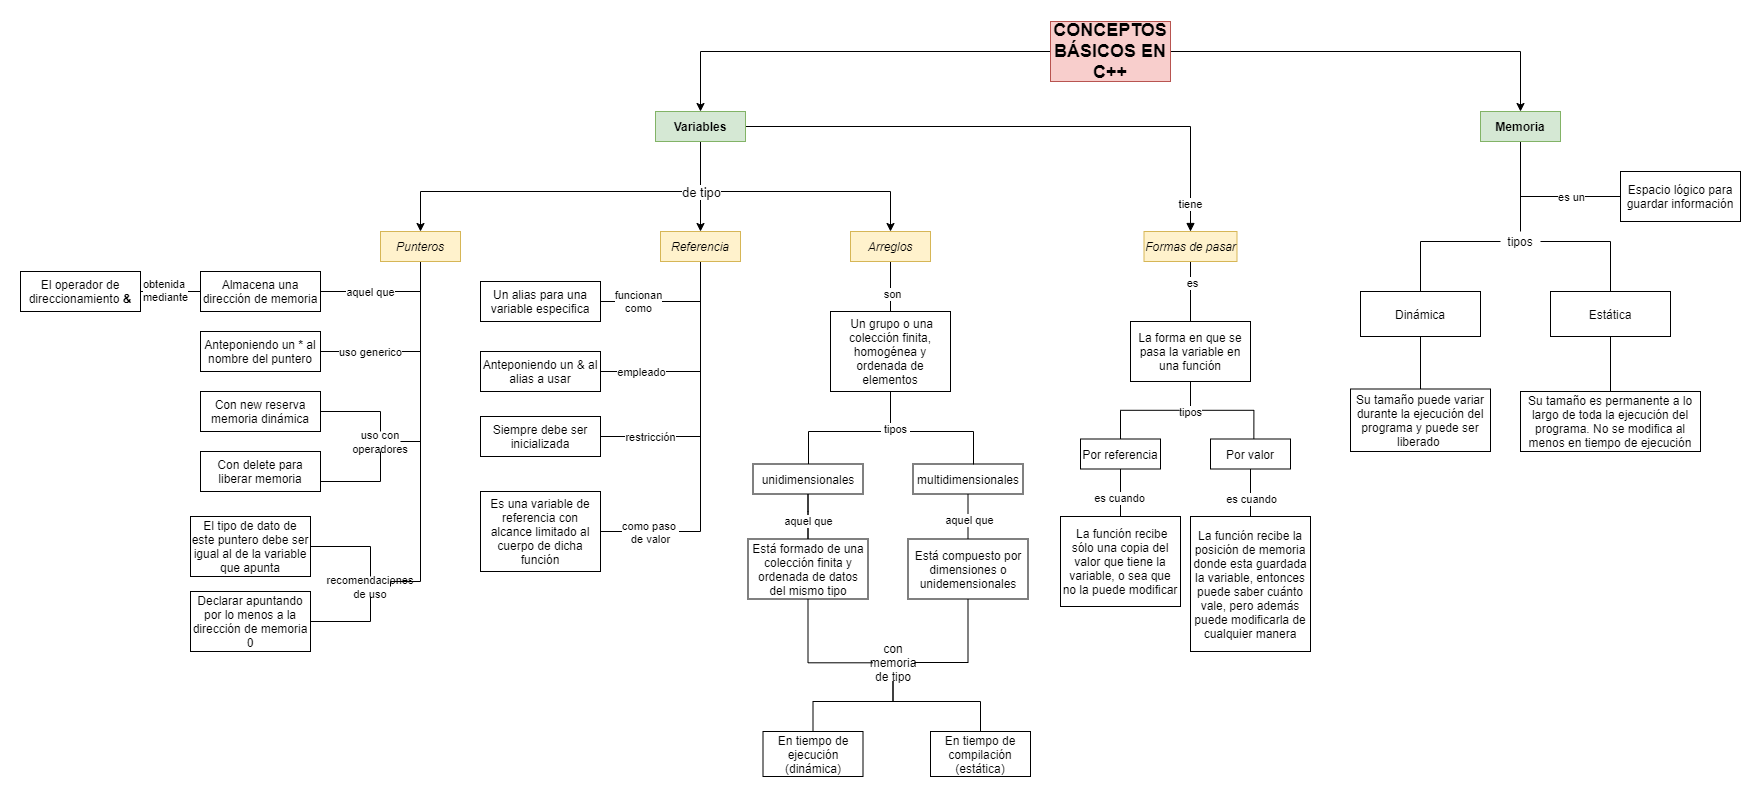 CONCEPTOS
BÁSICOS EN
C++
Variables
Memoria
de tipo
tiene
es un
Espacio lógico para
guardar información
tipos
Punteros
Referencia
Arreglos
Formas de pasar
El operador de
direccionamiento &
obtenida
mediante
Almacena una
dirección de memoria
aquel que
Anteponiendo un * al
nombre del puntero
uso generico
Con new reserva
memoria dinámica
uso con
operadores
Con delete para
liberar memoria
El tipo de dato de
este puntero debe ser
igual al de la variable
que apunta
recomendaciones
de uso
Declarar apuntando
por lo menos a la
dirección de memoria
0
Un alias para una
variable especifica
funcionan
como
Anteponiendo un & al
alias a usar
empleado
Siempre debe ser
inicializada
restricción
Es una variable de
referencia con
alcance limitado al
cuerpo de dicha
función
como paso
de valor
son
Un grupo o una
colección finita,
homogénea y
ordenada de
elementos
tipos
unidimensionales
multidimensionales
aquel que
aquel que
Está formado de una
colección finita y
ordenada de datos
del mismo tipo
Está compuesto por
dimensiones o
unidemensionales
con
memoria
de tipo
En tiempo de
ejecución
(dinámica)
En tiempo de
compilación
(estática)
es
La forma en que se
pasa la variable en
una función
tipos
Por referencia
Por valor
es cuando
es cuando
La función recibe
sólo una copia del
valor que tiene la
variable, o sea que
no la puede modificar
La función recibe la
posición de memoria
donde esta guardada
la variable, entonces
puede saber cuánto
vale, pero además
puede modificarla de
cualquier manera
Dinámica
Estática
Su tamaño puede variar
durante la ejecución del
programa y puede ser
liberado
Su tamaño es permanente a lo
largo de toda la ejecución del
programa. No se modifica al
menos en tiempo de ejecución